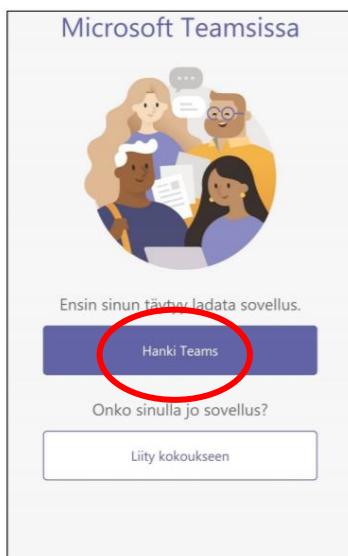 Microsoft Teamsissa
Ensin sinun täytyy ladata sovellus.
Hanki Teams
Onko sinulla jo sovellus?
Liity kokoukseen